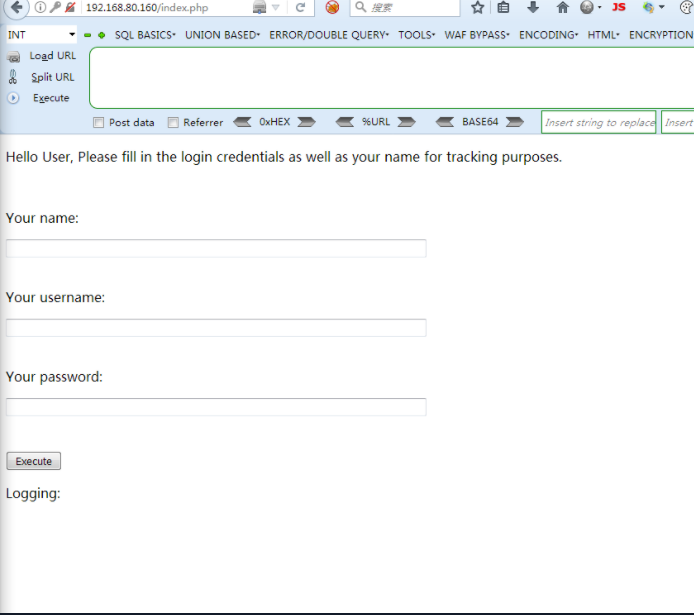 192.168.80.160/index.php 搜索 JS
INT SQL BASICS UNION BASED ERROR/DOUBLE QUERY TOOLS WAF BYPASS ENCODING HTML ENCRYPTION
Load URL
Split URL
Execute
Post data Referrer 0xHEX %URL BASE64 Insert string to replace Insert
Hello User, Please fill in the login credentials as well as your name for tracking purposes.
Your name:
Your username:
Your password:
Execute
Logging: